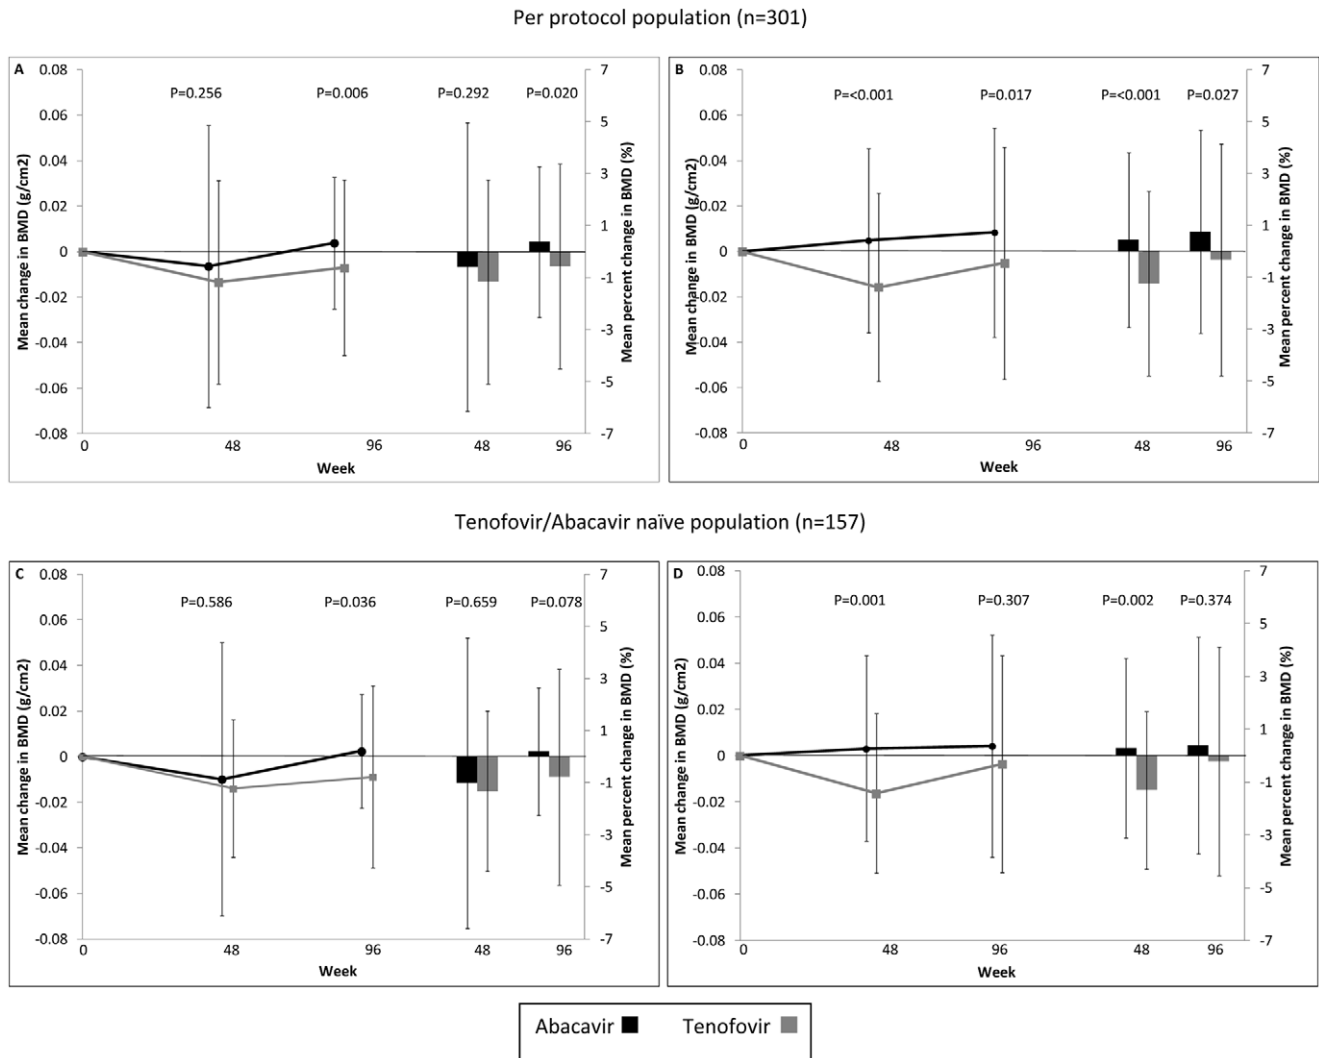 Per protocol population (n=301)
A
0.08
0.06
0.04
0.02
0
-0.02
-0.04
-0.06
-0.08
Mean change in BMD (g/cm2)
P=0.256
P=0.006
P=0.292
P=0.020
7
5
3
1
-1
-3
-5
-7
Mean percent change in BMD (%)
0
48
96
48
96
Week
B
0.08
0.06
0.04
0.02
0
-0.02
-0.04
-0.06
-0.08
Mean change in BMD (g/cm2)
P=<0.001
P=0.017
P=<0.001
P=0.027
7
5
3
1
-1
-3
-5
-7
Mean percent change in BMD (%)
0
48
96
48
96
Week
Tenofovir/Abacavir naïve population (n=157)
C
0.08
0.06
0.04
0.02
0
-0.02
-0.04
-0.06
-0.08
Mean change in BMD (g/cm2)
P=0.586
P=0.036
P=0.659
P=0.078
7
5
3
1
-1
-3
-5
-7
Mean percent change in BMD (%)
0
48
96
48
96
Week
D
0.08
0.06
0.04
0.02
0
-0.02
-0.04
-0.06
-0.08
Mean change in BMD (g/cm2)
P=0.001
P=0.307
P=0.002
P=0.374
7
5
3
1
-1
-3
-5
-7
Mean percent change in BMD (%)
0
48
96
48
96
Week
Abacavir
Tenofovir